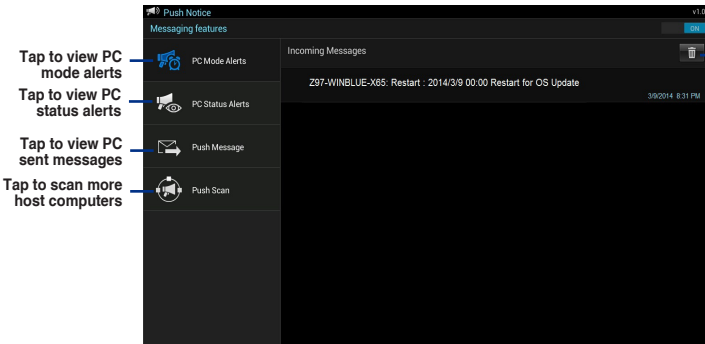 Push Notice
v1.0
Messaging features
ON
Tap to view PC
mode alerts
PC Mode Alerts
Incoming Messages
Z97-WINBLUE-X65: Restart : 2014/3/9 00:00 Restart for OS Update
3/9/2014 8:31 PM
Tap to view PC
status alerts
PC Status Alerts
Tap to view PC
sent messages
Push Message
Tap to scan more
host computers
Push Scan